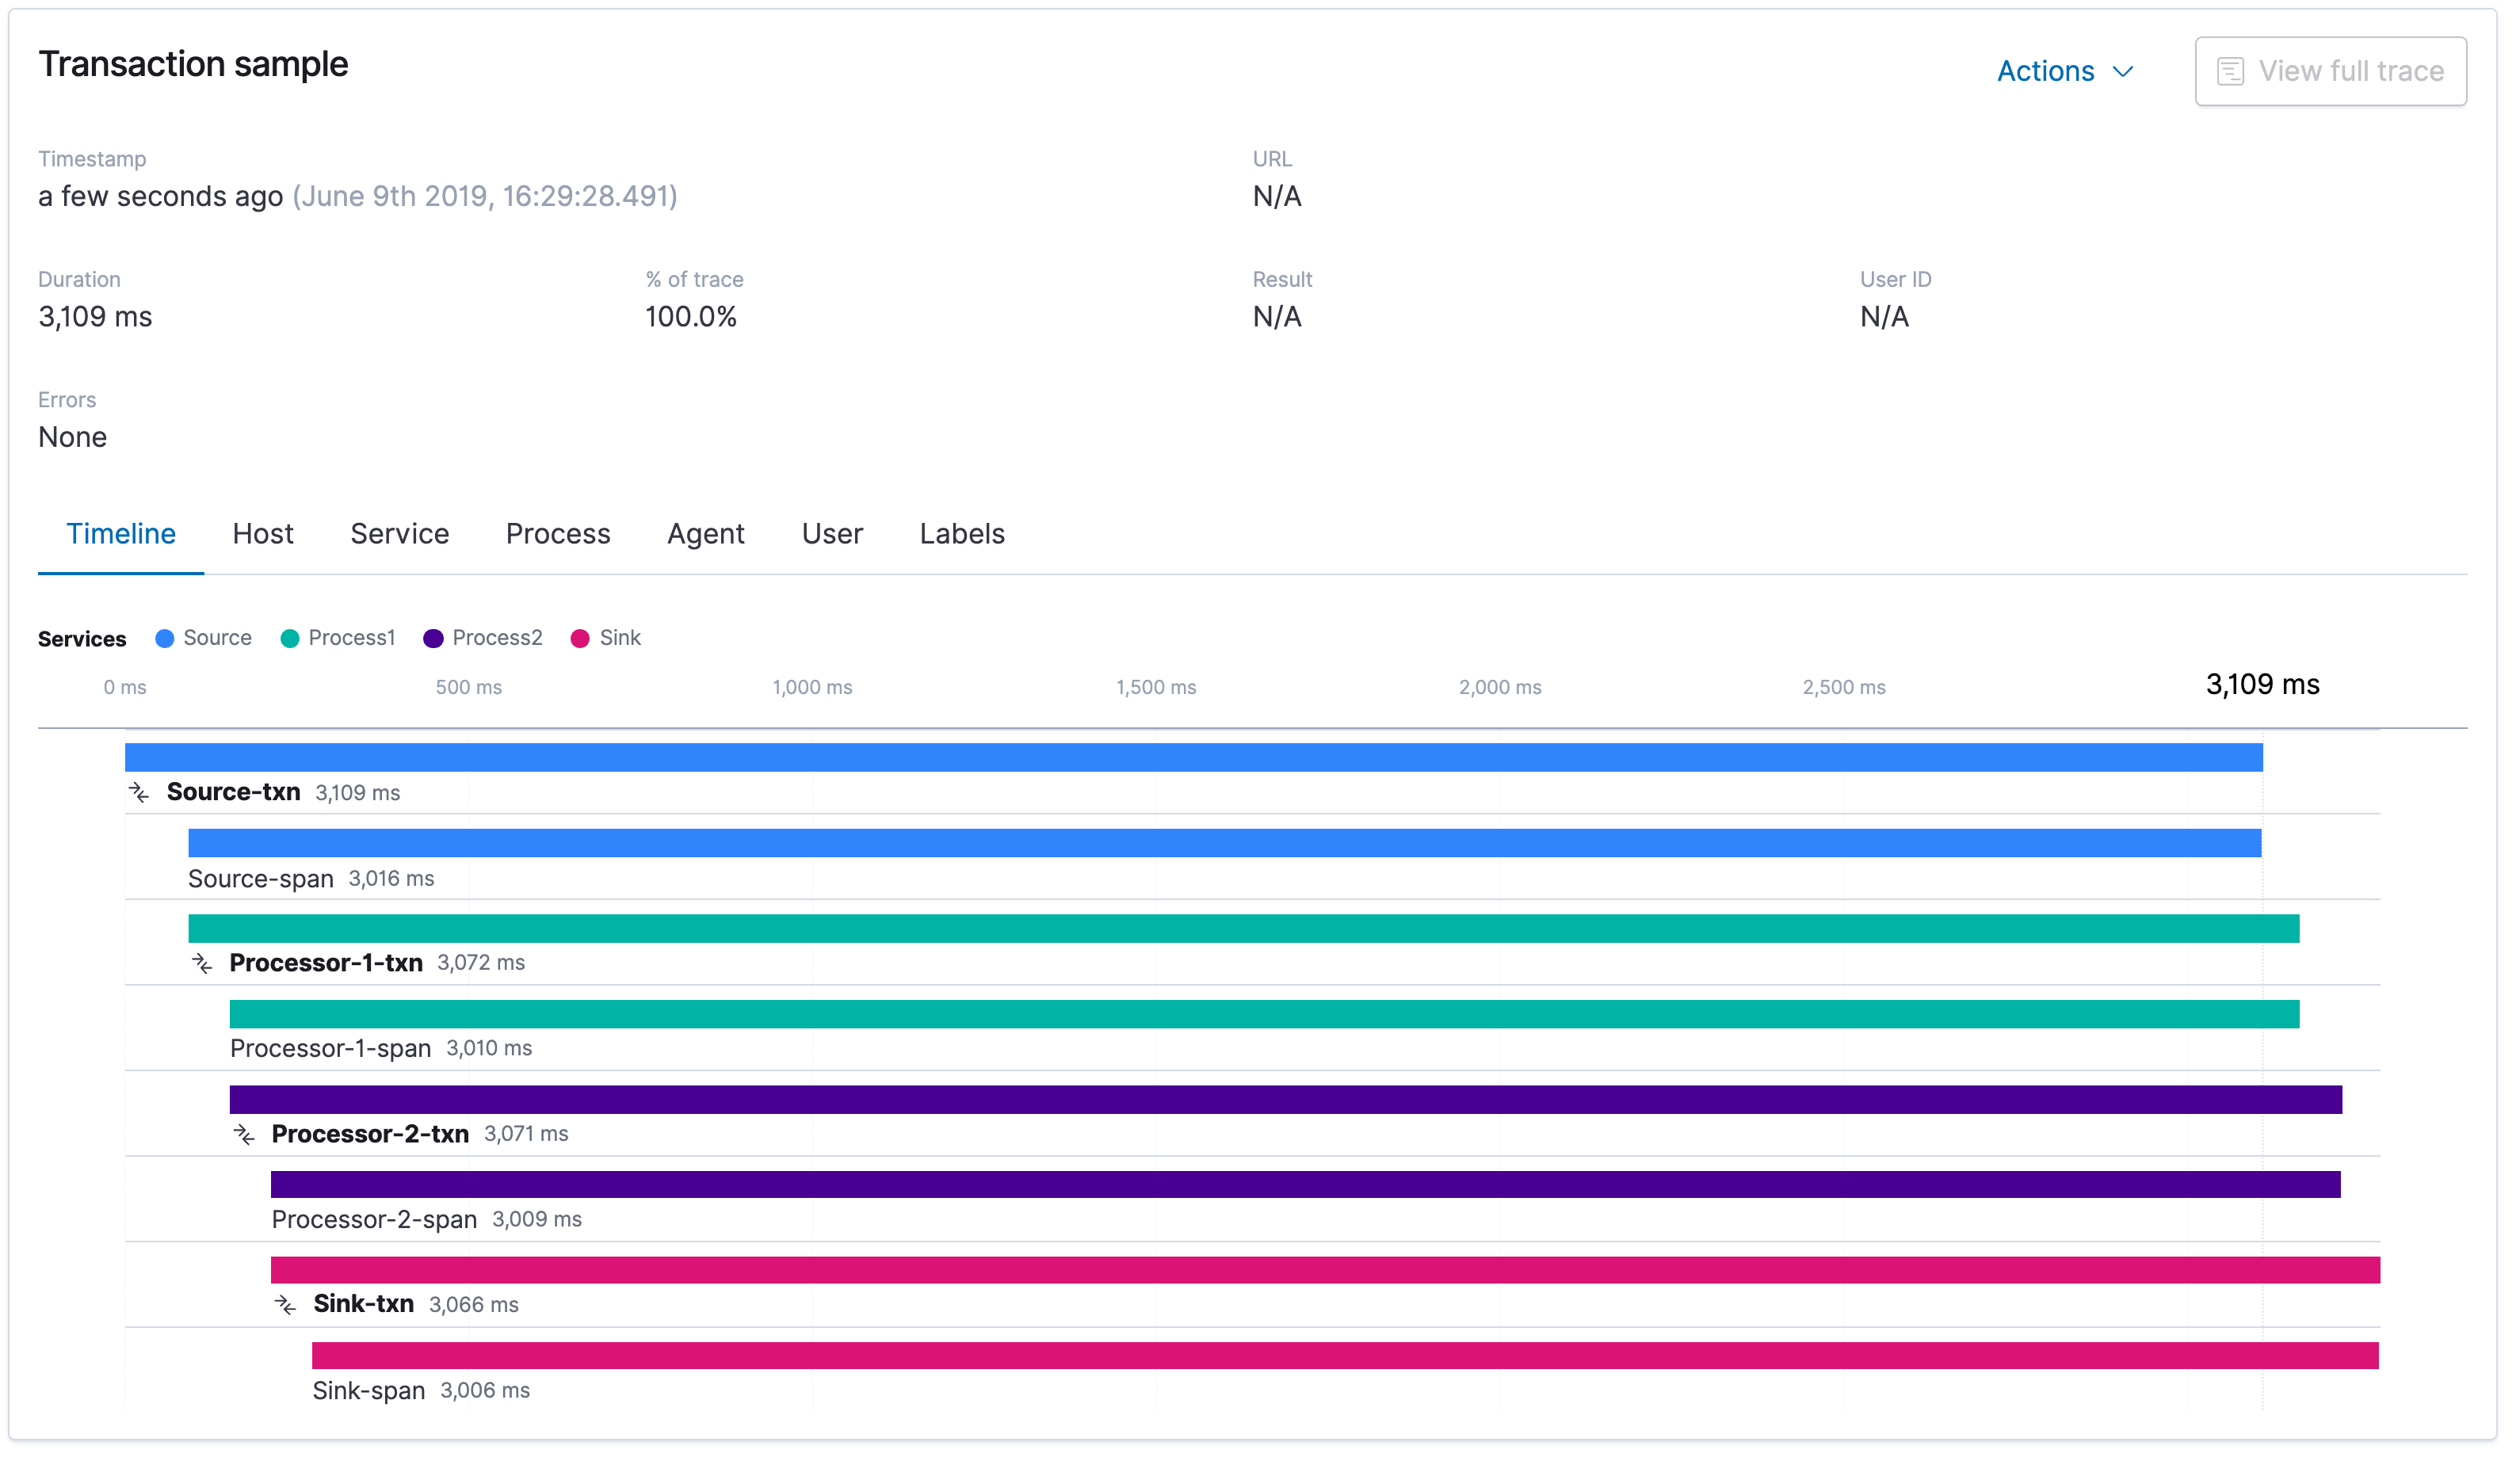 Transaction sample
Actions
View full trace
Timestamp
a few seconds ago (June 9th 2019, 16:29:28.491)
URL
N/A
Duration
3,109 ms
% of trace
100.0%
Result
N/A
User ID
N/A
Errors
None
Timeline Host Service Process Agent User Labels
Services Source Process1 Process2 Sink
0 ms 500 ms 1,000 ms 1,500 ms 2,000 ms 2,500 ms 3,109 ms
Source-txn 3,109 ms
Source-span 3,016 ms
Processor-1-txn 3,072 ms
Processor-1-span 3,010 ms
Processor-2-txn 3,071 ms
Processor-2-span 3,009 ms
Sink-txn 3,066 ms
Sink-span 3,006 ms